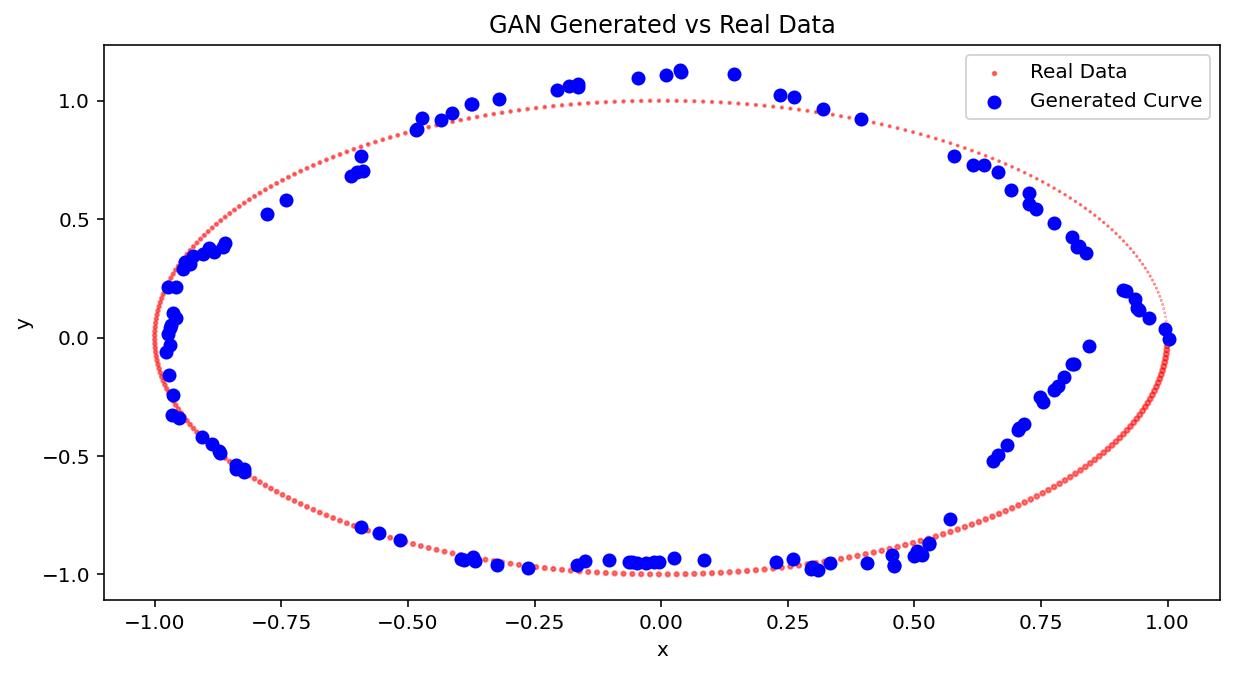 GAN Generated vs Real Data
Real Data
Generated Curve
y
1.0
0.5
0.0
−0.5
−1.0
−1.00 −0.75 −0.50 −0.25 0.00 0.25 0.50 0.75 1.00
x